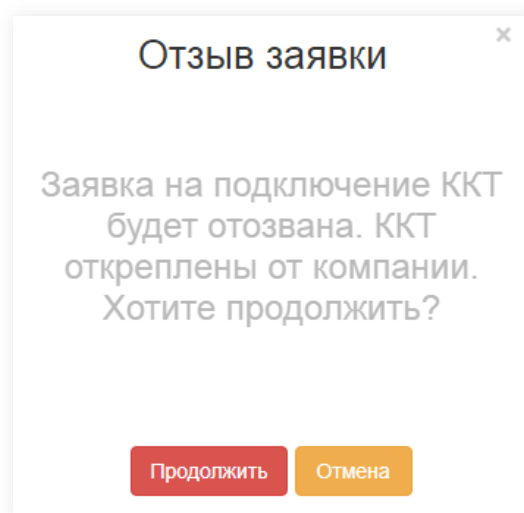 Отзыв заявки
×
Заявка на подключение ККТ
будет отозвана. ККТ
откреплены от компании.
Хотите продолжить?
Продолжить
Отмена